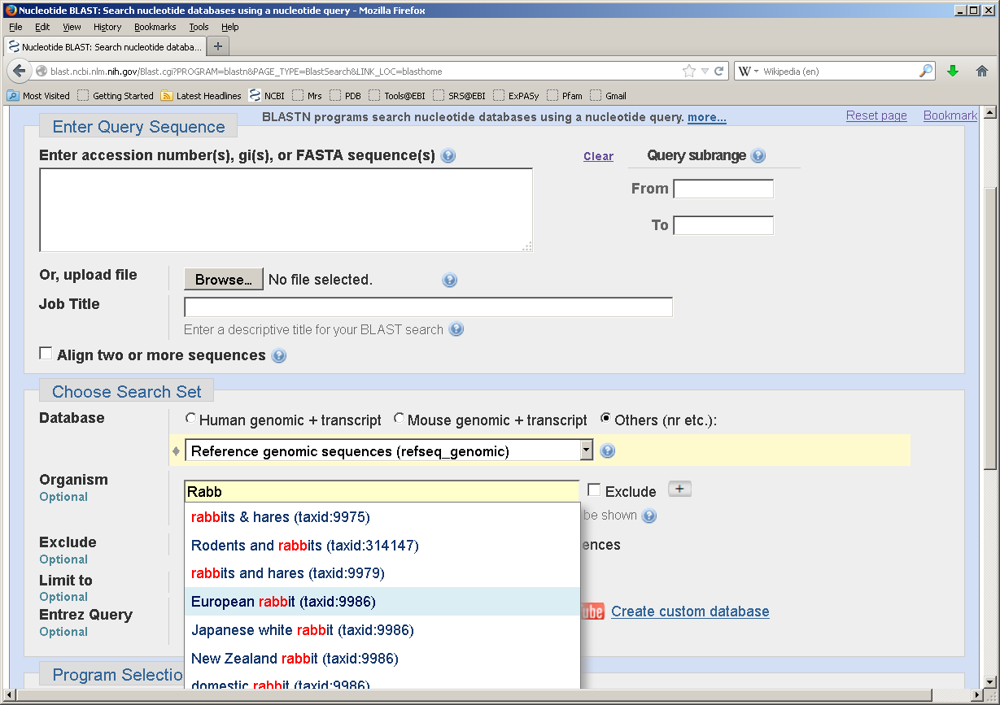 Nucleotide BLAST: Search nucleotide databases using a nucleotide query - Mozilla Firefox
File Edit View History Bookmarks Tools Help
Nucleotide BLAST: Search nucleotide databa... +
blast.ncbi.nlm.nih.gov/Blast.cgi?PROGRAM=blastn&PAGE_TYPE=BlastSearch&LINK_LOC=blasthome W Wikipedia (en)
Most Visited Getting Started Latest Headlines NCBI Mrs PDB Tools@EBI SRS@EBI ExPASy Pfam Gmail
Enter Query Sequence BLASTN programs search nucleotide databases using a nucleotide query. more... Reset page Bookmark
Enter accession number(s), gi(s), or FASTA sequence(s) ? Clear Query subrange ?
From
To
Or, upload file Browse... No file selected. ?
Job Title
Enter a descriptive title for your BLAST search ?
Align two or more sequences ?
Choose Search Set
Database Human genomic + transcript Mouse genomic + transcript Others (nr etc.):
Reference genomic sequences (refseq_genomic) ?
Organism
Optional
Rabb Exclude +
be shown ?
rabbits & hares (taxid:9975)
Rodents and rabbits (taxid:314147)
rabbits and hares (taxid:9979)
European rabbit (taxid:9986)
Japanese white rabbit (taxid:9986)
New Zealand rabbit (taxid:9986)
domestic rabbit (taxid:9986)
Exclude
Optional
ences
Limit to
Optional
Entrez Query
Optional
ube Create custom database
Program Selectio